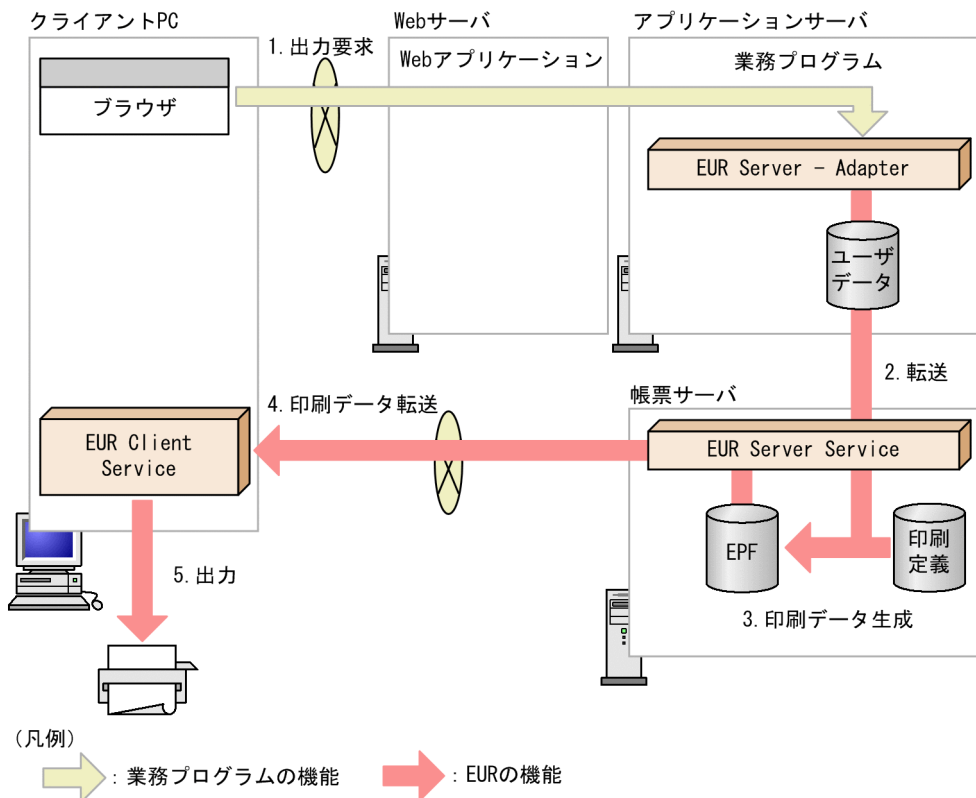 クライアントPC
Webサーバ
アプリケーションサーバ
1.出力要求
Webアプリケーション
業務プログラム
ブラウザ
EUR Server − Adapter
ユーザ
データ
2.転送
4.印刷データ転送
帳票サーバ
EUR Client
Service
EUR Server Service
EPF
印刷
定義
5.出力
3.印刷データ生成
(凡例)
:業務プログラムの機能
:EURの機能